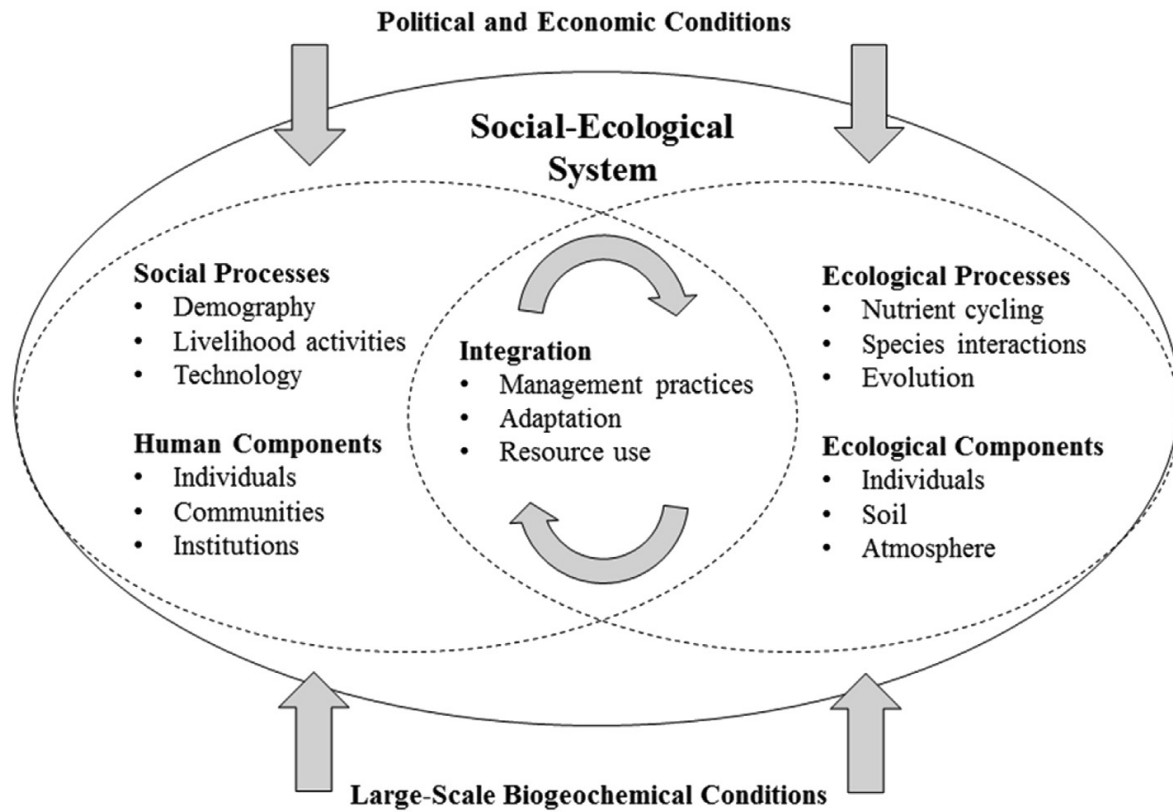 Political and Economic Conditions
Social-Ecological
System
Social Processes
• Demography
• Livelihood activities
• Technology
Human Components
• Individuals
• Communities
• Institutions
Integration
• Management practices
• Adaptation
• Resource use
Ecological Processes
• Nutrient cycling
• Species interactions
• Evolution
Ecological Components
• Individuals
• Soil
• Atmosphere
Large-Scale Biogeochemical Conditions